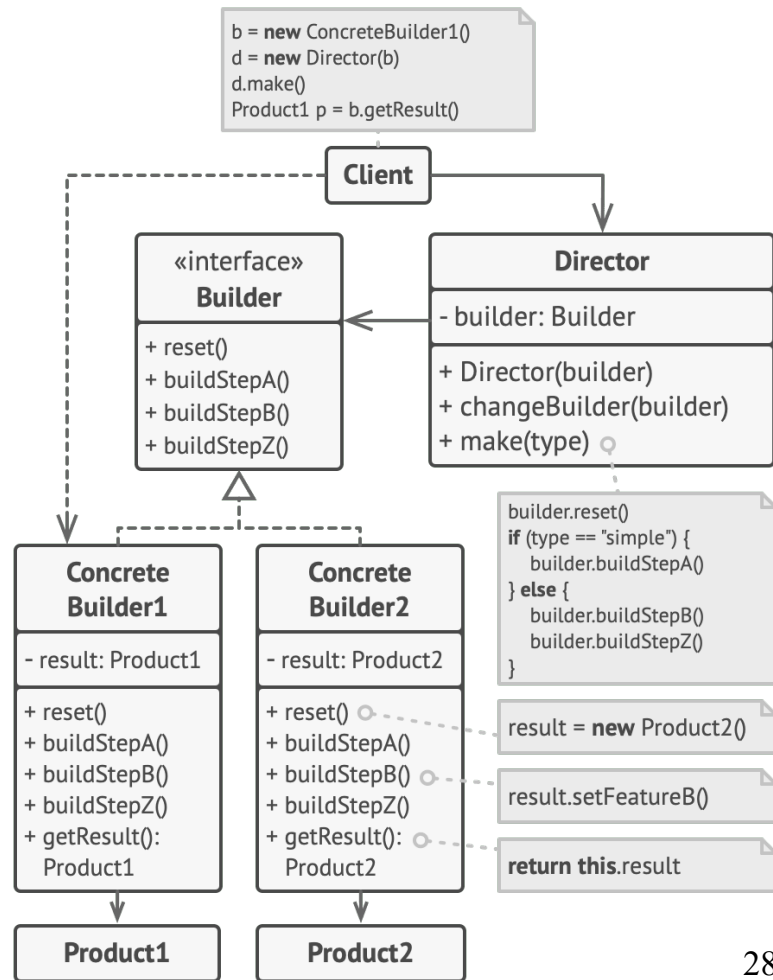 b = new ConcreteBuilder1()
d = new Director(b)
d.make()
Product1 p = b.getResult()
Client
«interface»
Builder
+ reset()
+ buildStepA()
+ buildStepB()
+ buildStepZ()
Director
- builder: Builder
+ Director(builder)
+ changeBuilder(builder)
+ make(type)
builder.reset()
if (type == "simple") {
builder.buildStepA()
} else {
builder.buildStepB()
builder.buildStepZ()
}
Concrete
Builder1
- result: Product1
+ reset()
+ buildStepA()
+ buildStepB()
+ buildStepZ()
+ getResult():
Product1
Concrete
Builder2
- result: Product2
+ reset()
+ buildStepA()
+ buildStepB()
+ buildStepZ()
+ getResult():
Product2
result = new Product2()
result.setFeatureB()
return this.result
Product1
Product2
28